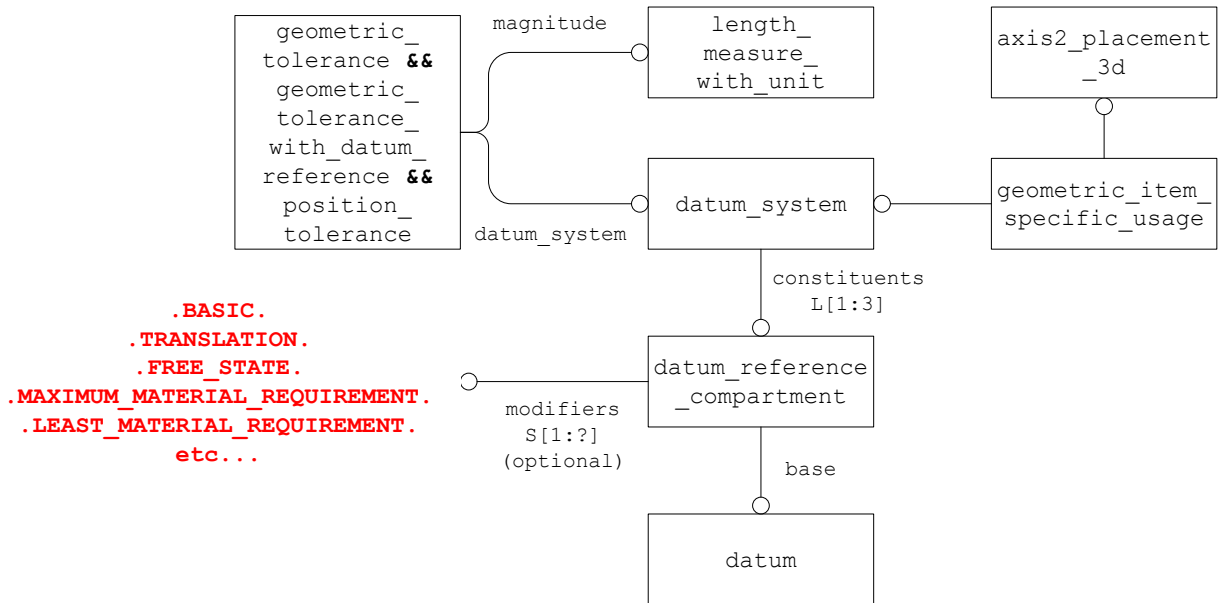 geometric_
tolerance &&
geometric_
tolerance_
with_datum_
reference &&
position_
tolerance
magnitude
length_
measure_
with_unit
axis2_placement
_3d
datum_system
datum_system
geometric_item_
specific_usage
constituents
L[1:3]
.BASIC.
.TRANSLATION.
.FREE_STATE.
.MAXIMUM_MATERIAL_REQUIREMENT.
.LEAST_MATERIAL_REQUIREMENT.
etc...
modifiers
S[1:?]
(optional)
datum_reference
_compartment
base
datum